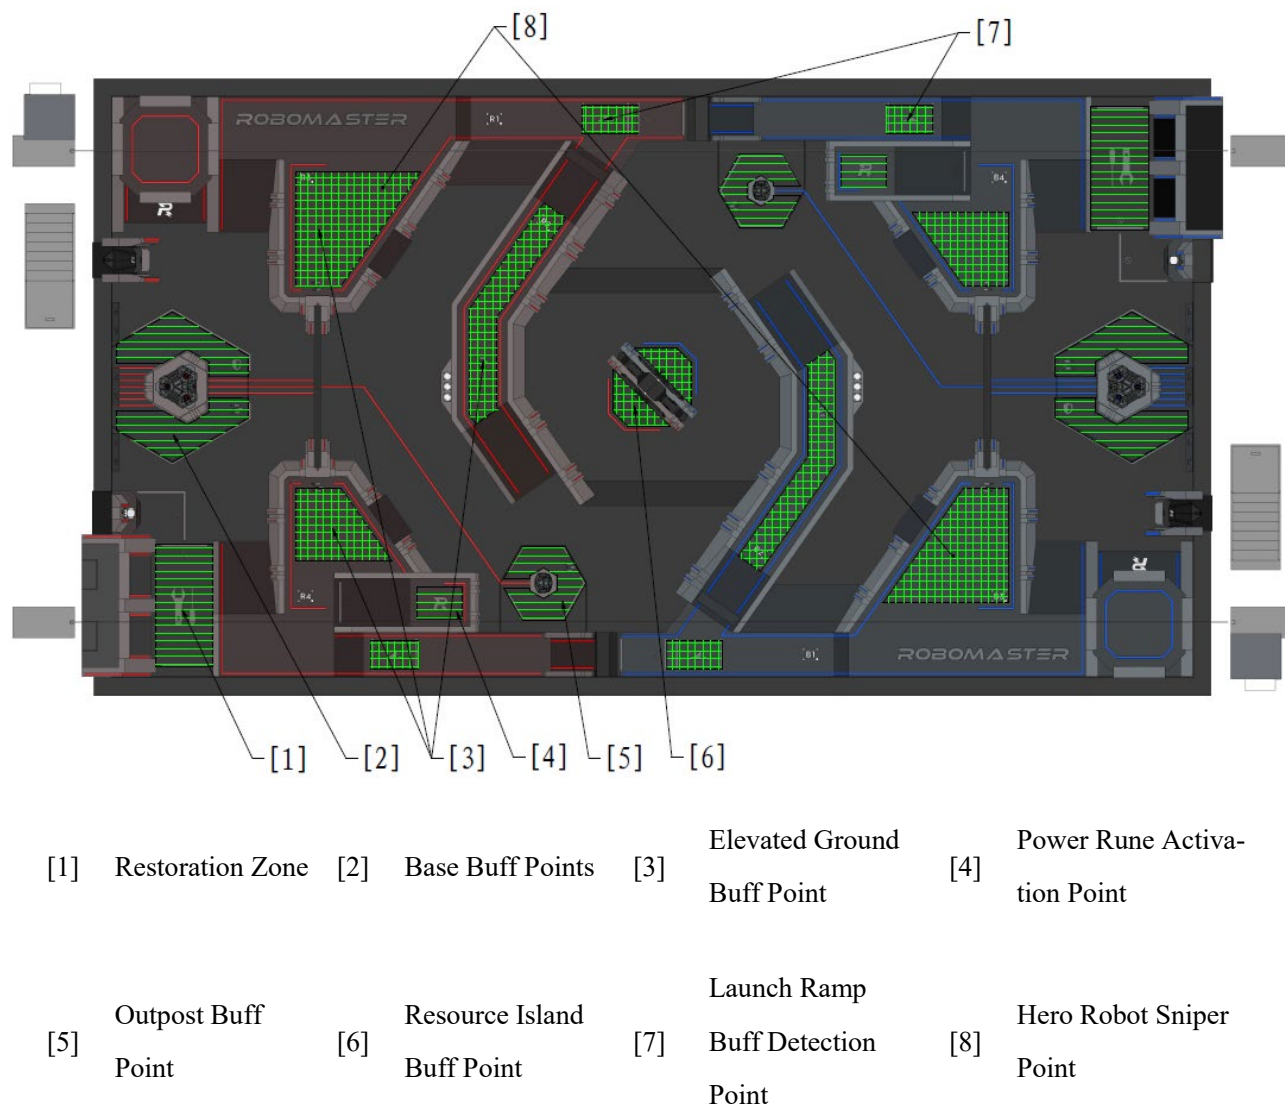 [8]
[7]
ROBOMASTER
R1
B4
R4
B1
ROBOMASTER
[1] [2] [3] [4] [5] [6]
[1] Restoration Zone [2] Base Buff Points [3] Elevated Ground
Buff Point [4] Power Rune Activa-
tion Point
[5] Outpost Buff
Point [6] Resource Island
Buff Point [7] Launch Ramp
Buff Detection
Point [8] Hero Robot Sniper
Point